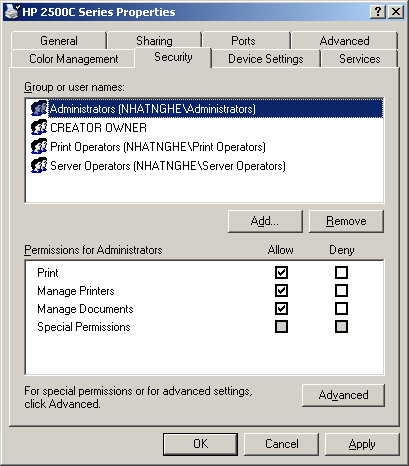 HP 2500C Series Properties
General Sharing Ports Advanced
Color Management Security Device Settings Services
Group or user names:
Administrators (NHATNGHE\Administrators)
CREATOR OWNER
Print Operators (NHATNGHE\Print Operators)
Server Operators (NHATNGHE\Server Operators)
Add... Remove
Permissions for Administrators Allow Deny
Print
Manage Printers
Manage Documents
Special Permissions
For special permissions or for advanced settings,
click Advanced.
Advanced
OK Cancel Apply